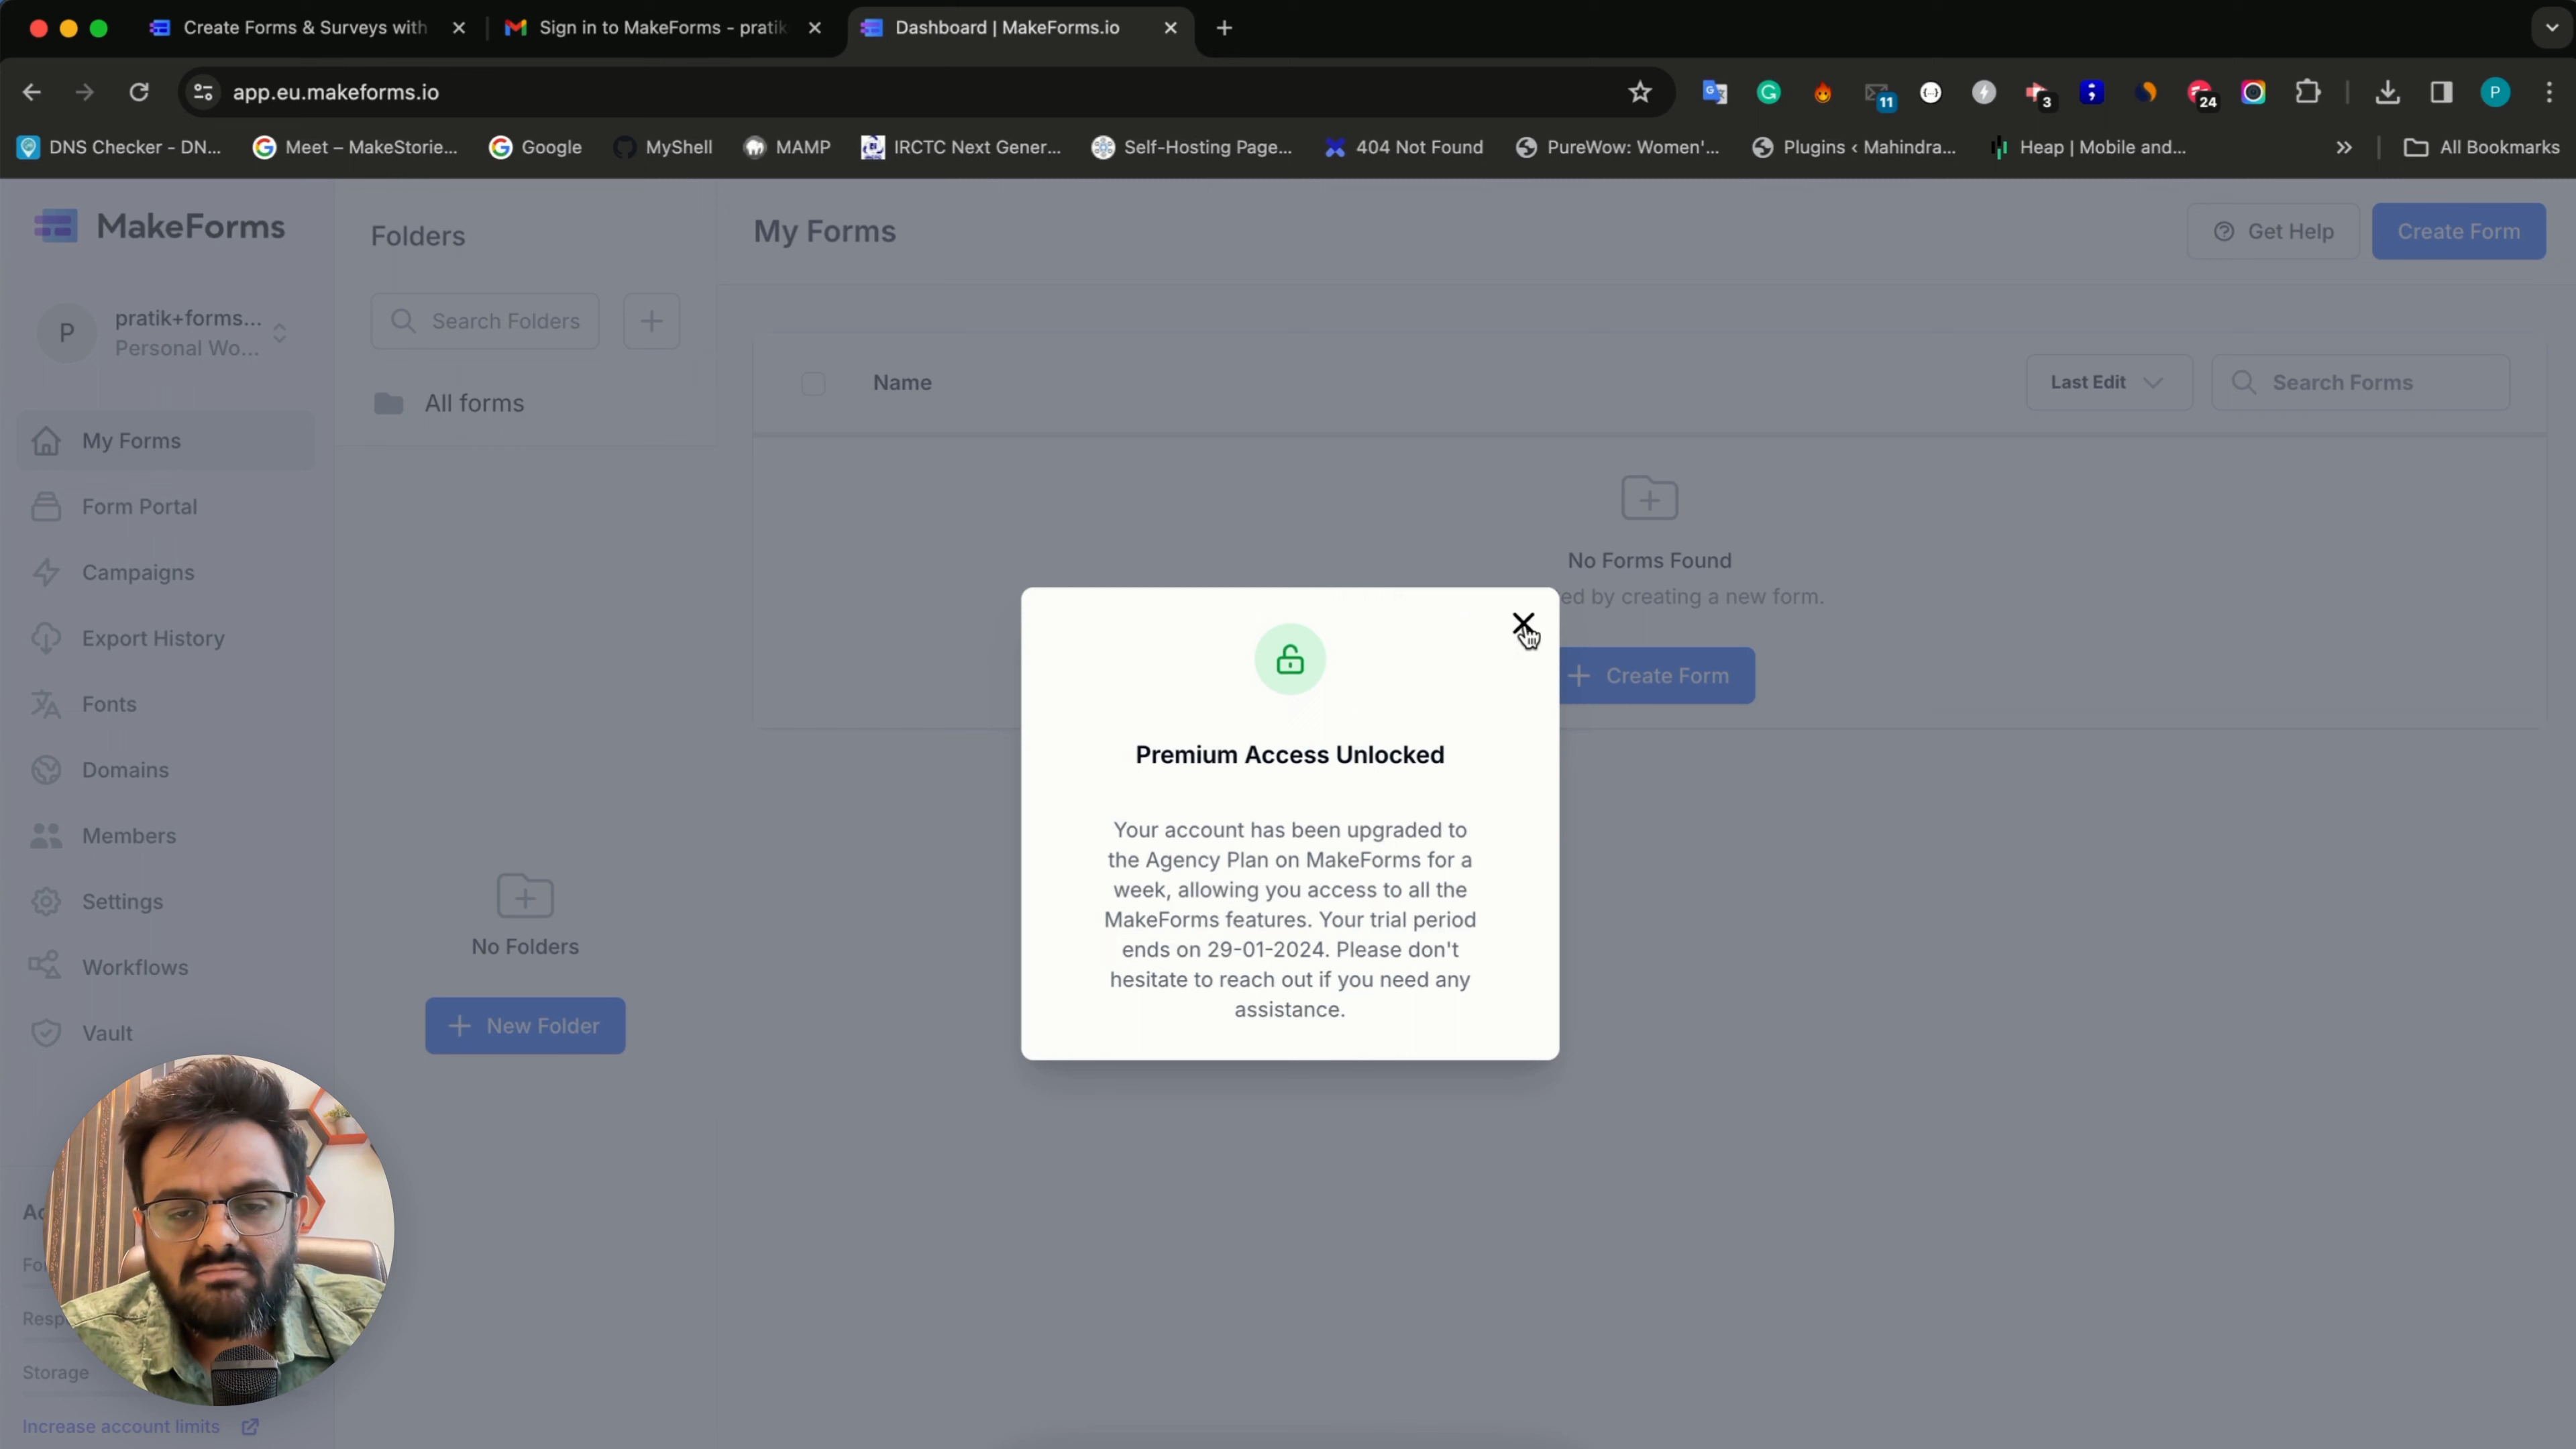 Create Forms & Surveys with
Sign in to MakeForms - pratik
Dashboard | MakeForms.io
app.eu.makeforms.io
11
3
24
P
DNS Checker - DN...
Meet – MakeStorie...
Google
MyShell
MAMP
IRCTC Next Gener...
Self-Hosting Page...
404 Not Found
PureWow: Women'...
Plugins ‹ Mahindra...
Heap | Mobile and...
All Bookmarks
MakeForms
P
pratik+forms...
Personal Wo...
My Forms
Form Portal
Campaigns
Export History
Fonts
Domains
Members
Settings
Workflows
Vault
Storage
Increase account limits
Folders
Search Folders
All forms
No Folders
New Folder
My Forms
Get Help
Create Form
Name
Last Edit
Search Forms
No Forms Found
ed by creating a new form.
Create Form
Premium Access Unlocked
Your account has been upgraded to
the Agency Plan on MakeForms for a
week, allowing you access to all the
MakeForms features. Your trial period
ends on 29-01-2024. Please don't
hesitate to reach out if you need any
assistance.